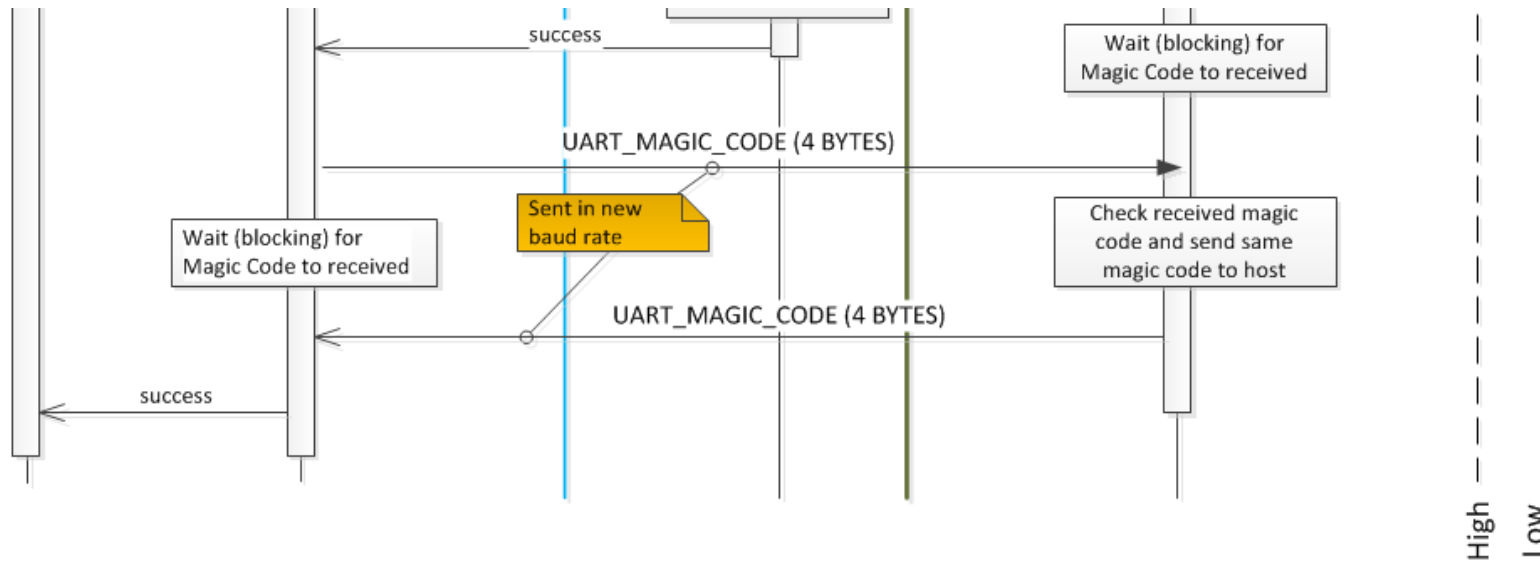 success
Wait (blocking) for
Magic Code to received
UART_MAGIC_CODE (4 BYTES)
Sent in new
baud rate
Check received magic
code and send same
magic code to host
Wait (blocking) for
Magic Code to received
UART_MAGIC_CODE (4 BYTES)
success
High
Low